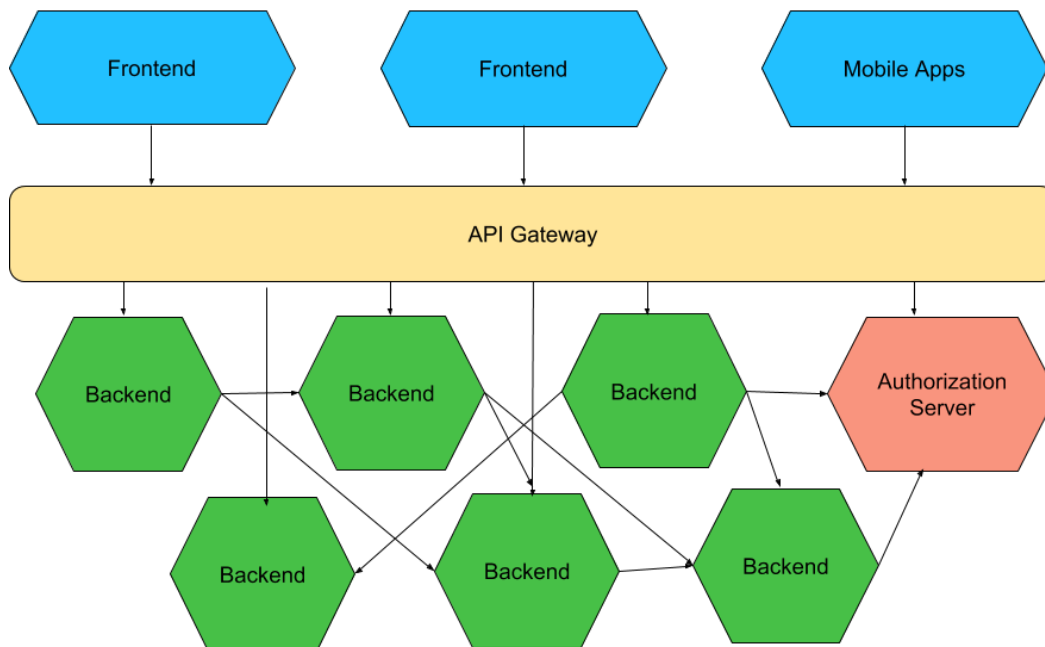 Frontend
Frontend
Mobile Apps
API Gateway
Backend
Backend
Backend
Authorization
Server
Backend
Backend
Backend